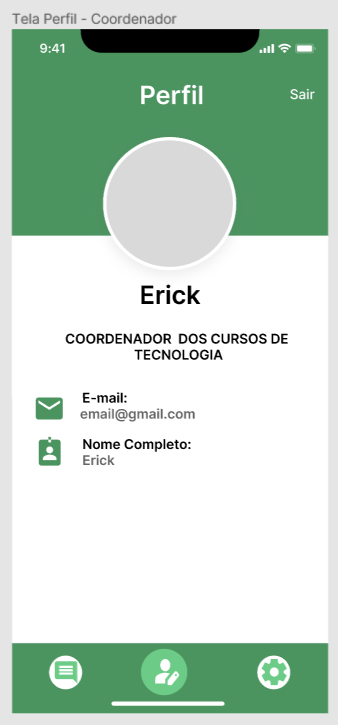 Tela Perfil - Coordenador
9:41
Perfil
Sair
Erick
COORDENADOR DOS CURSOS DE
TECNOLOGIA
E-mail:
email@gmail.com
Nome Completo:
Erick